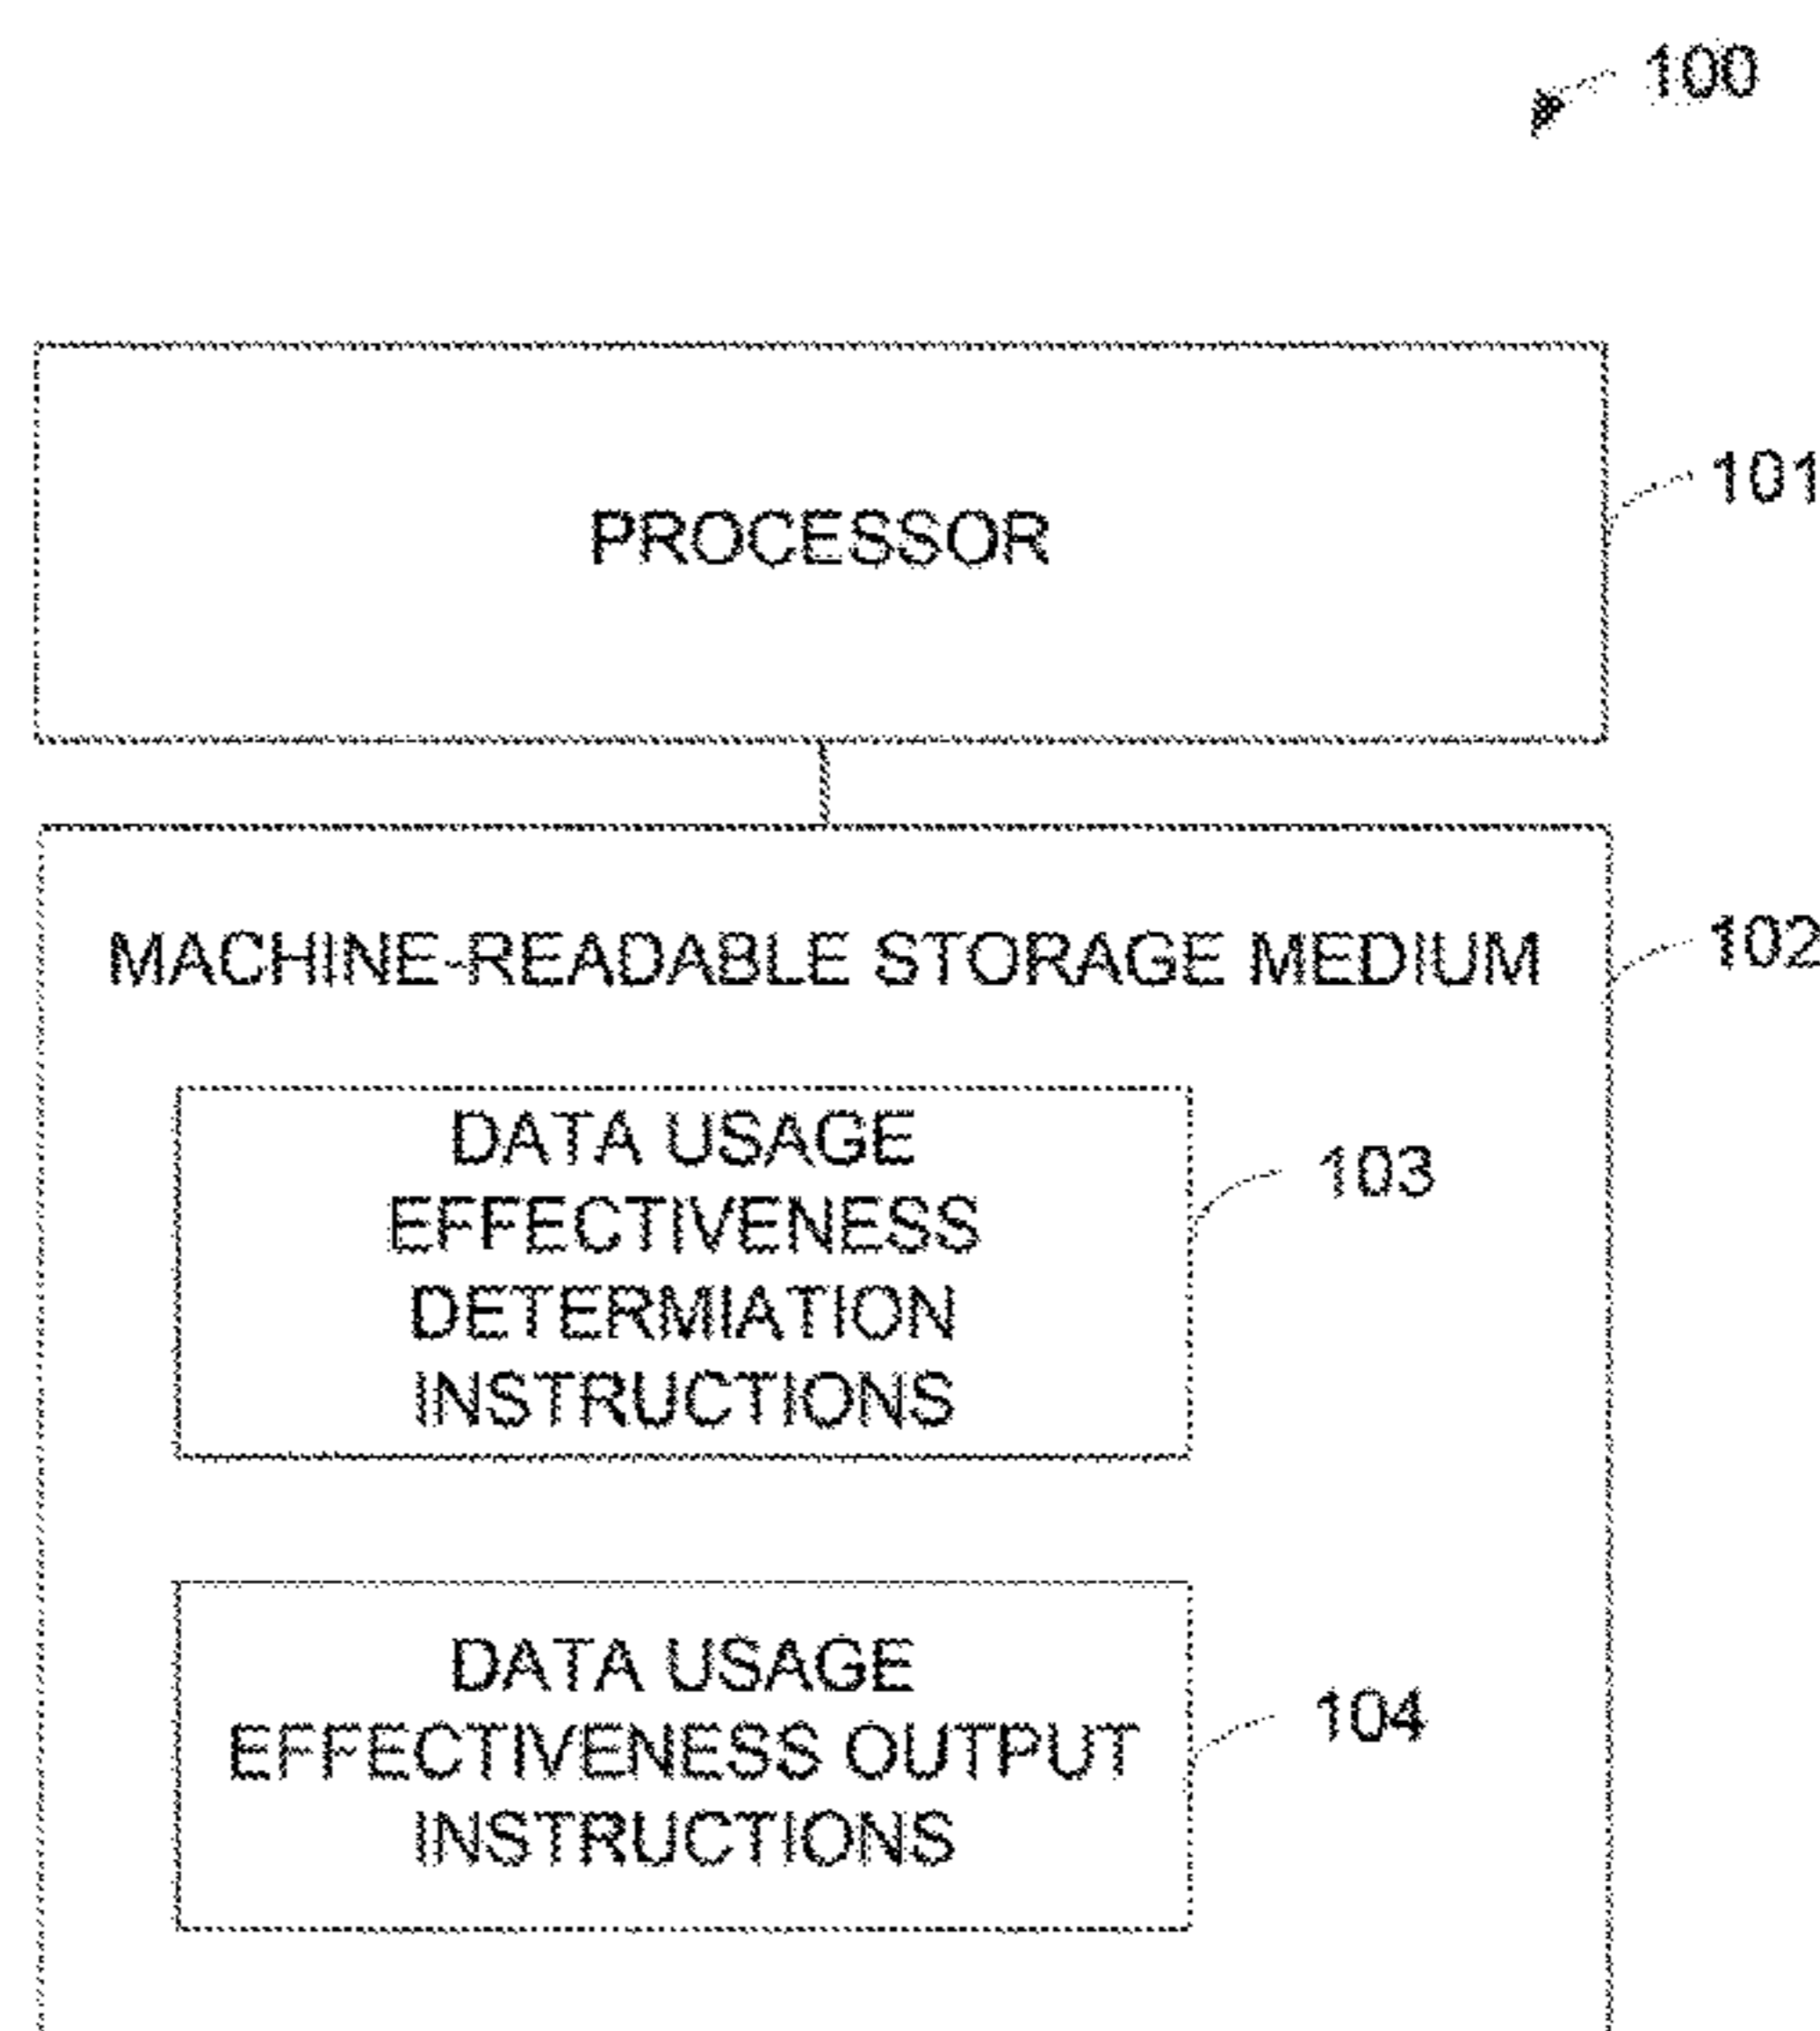 100
PROCESSOR
101
MACHINE-READABLE STORAGE MEDIUM
102
DATA USAGE
EFFECTIVENESS
DETERMIATION
INSTRUCTIONS
103
DATA USAGE
EFFECTIVENESS OUTPUT
INSTRUCTIONS
104